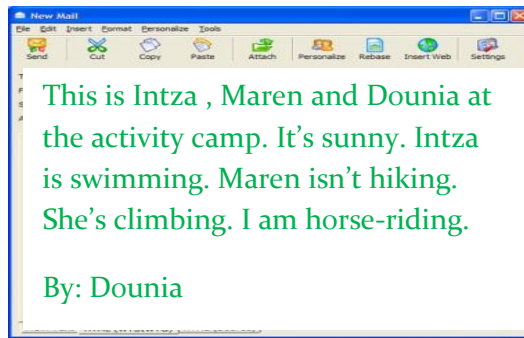 New Mail
File Edit Insert Format Personalize Tools
Send Cut Copy Paste Attach Personalize Rebase Insert Web Settings
This is Intza , Maren and Dounia at
the activity camp. It’s sunny. Intza
is swimming. Maren isn’t hiking.
She’s climbing. I am horse-riding.
By: Dounia